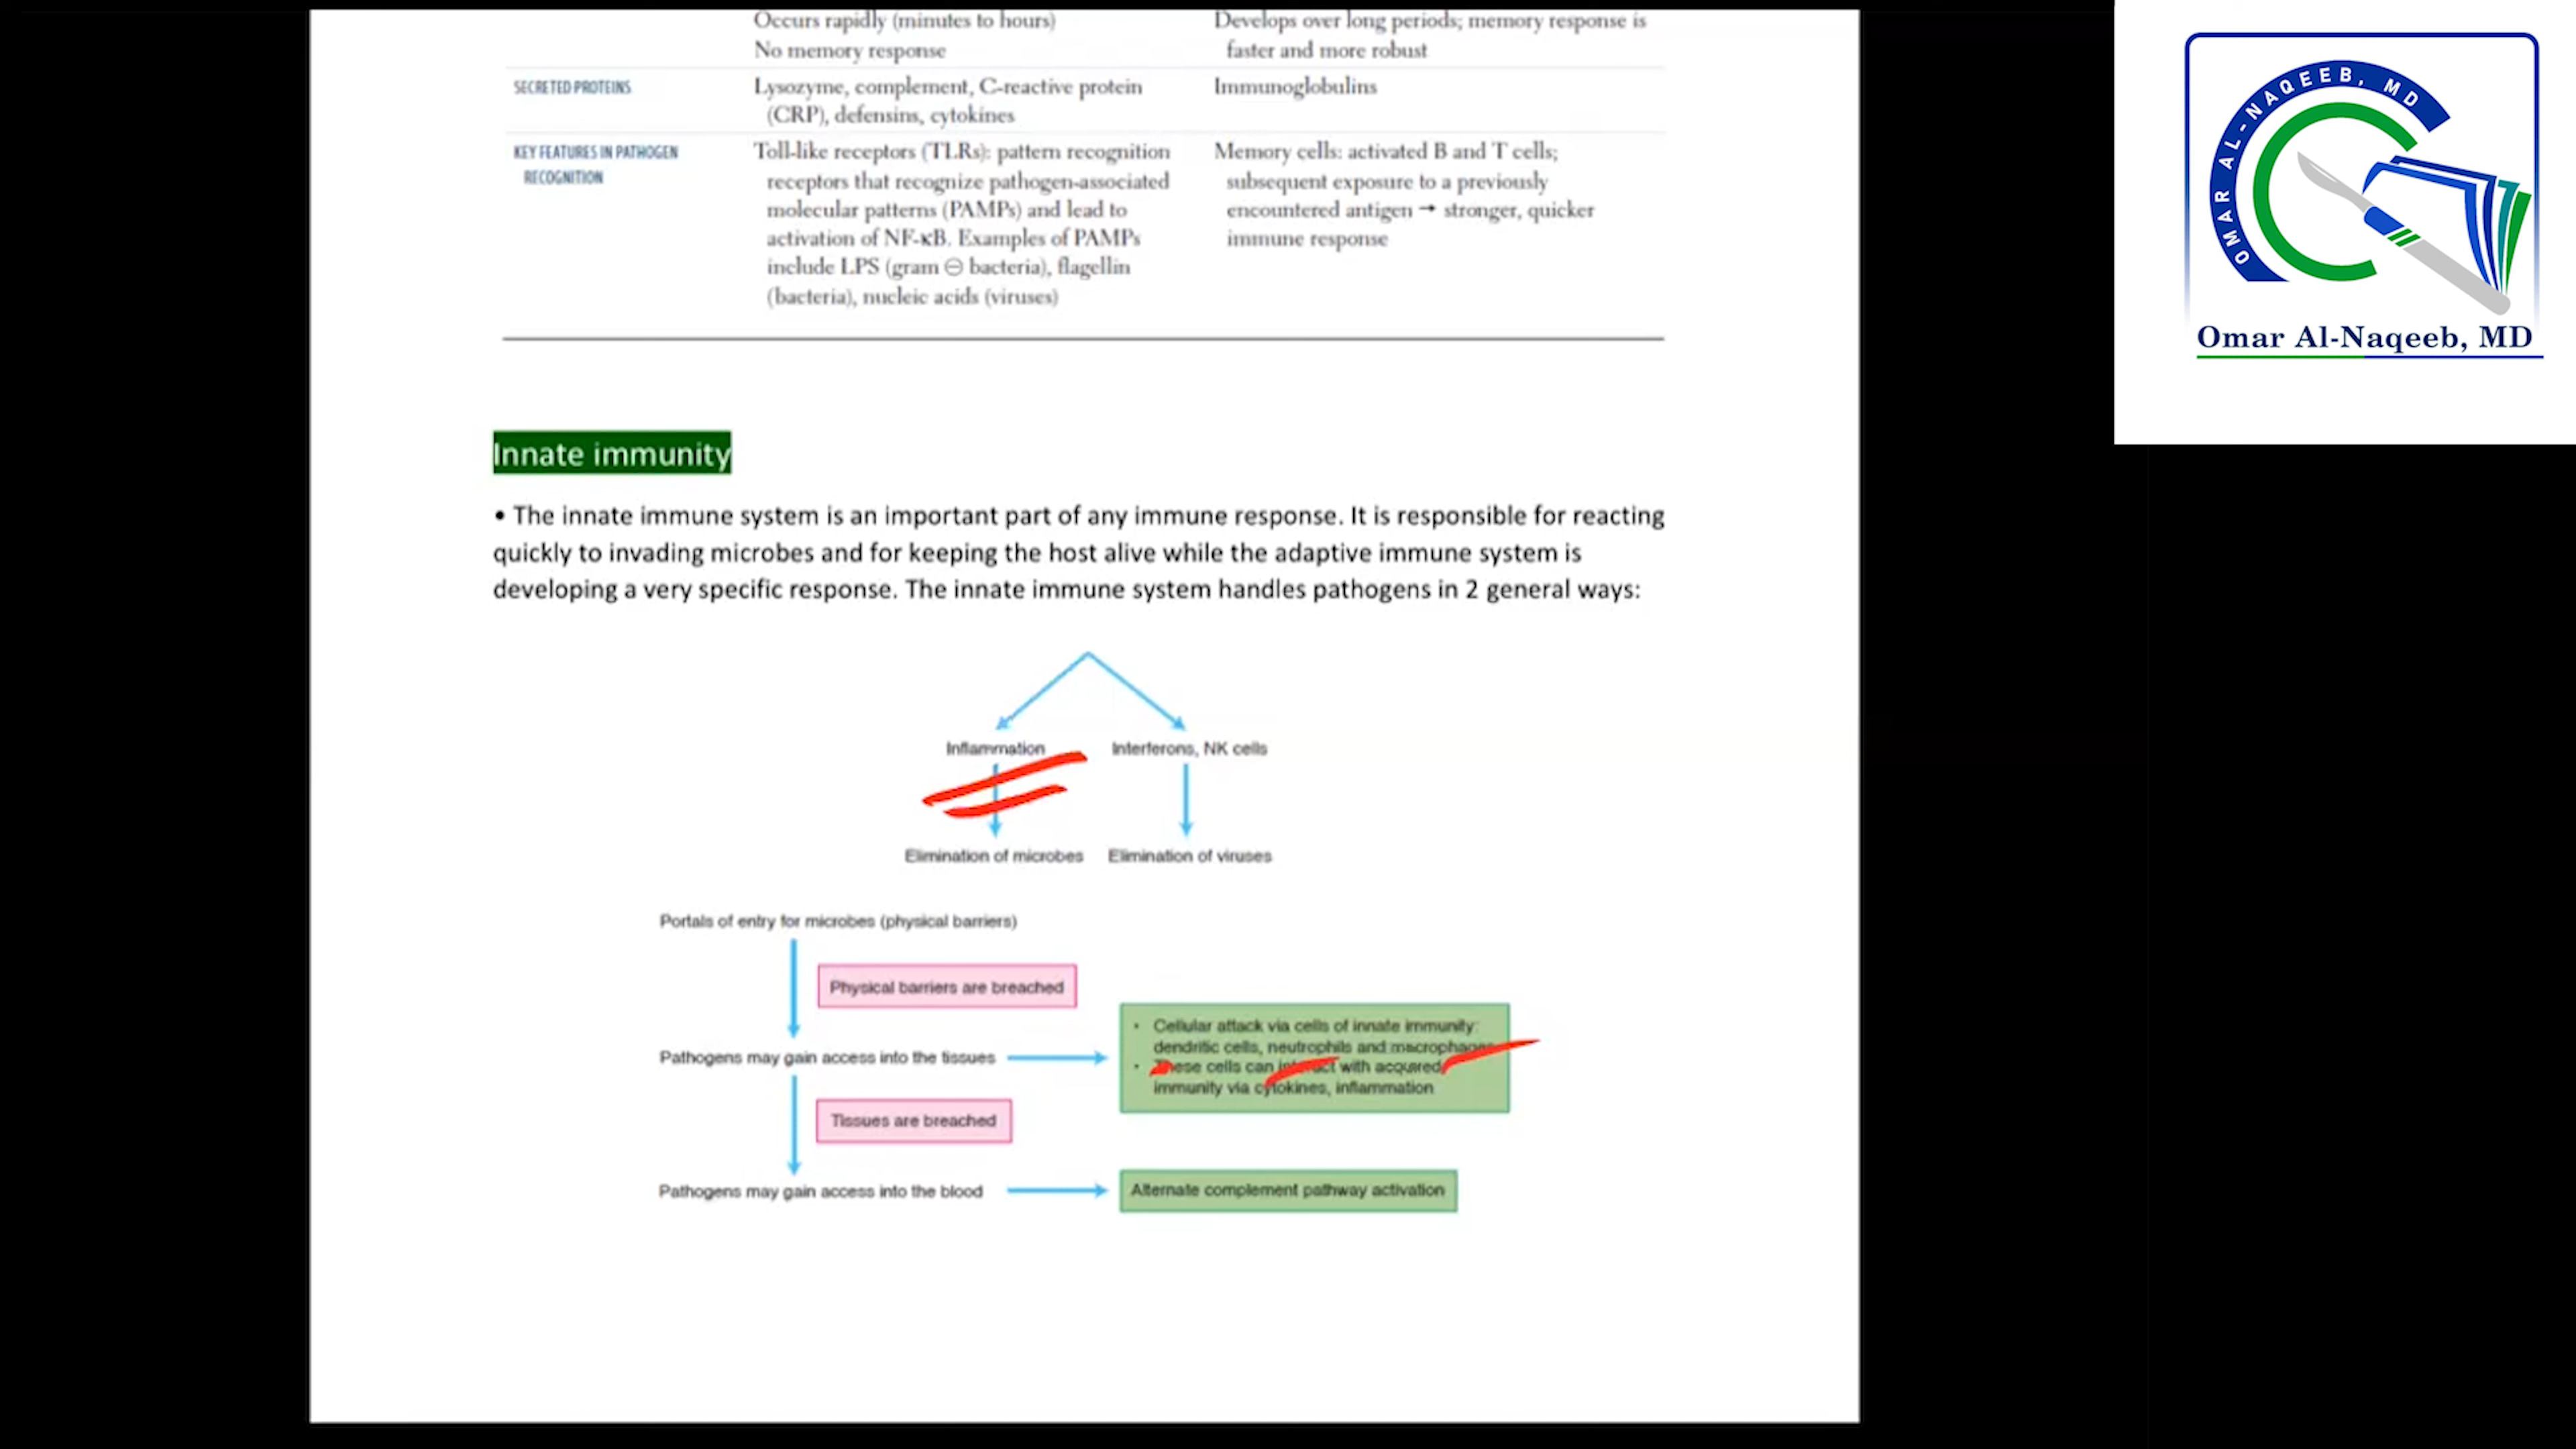 Occurs rapidly (minutes to hours)
No memory response
Develops over long periods; memory response is
faster and more robust
SECRETED PROTEINS
Lysozyme, complement, C-reactive protein
(CRP), defensins, cytokines
Immunoglobulins
KEY FEATURES IN PATHOGEN
RECOGNITION
Toll-like receptors (TLRs): pattern recognition
receptors that recognize pathogen-associated
molecular patterns (PAMPs) and lead to
activation of NF-κB. Examples of PAMPs
include LPS (gram ⊖ bacteria), flagellin
(bacteria), nucleic acids (viruses)
Memory cells: activated B and T cells;
subsequent exposure to a previously
encountered antigen → stronger, quicker
immune response
Innate immunity
• The innate immune system is an important part of any immune response. It is responsible for reacting
quickly to invading microbes and for keeping the host alive while the adaptive immune system is
developing a very specific response. The innate immune system handles pathogens in 2 general ways:
Inflammation
Interferons, NK cells
Elimination of microbes
Elimination of viruses
Portals of entry for microbes (physical barriers)
Physical barriers are breached
Pathogens may gain access into the tissues
• Cellular attack via cells of innate immunity:
dendritic cells, neutrophils and macrophages
• These cells can interact with acquired
immunity via cytokines, inflammation
Tissues are breached
Pathogens may gain access into the blood
Alternate complement pathway activation
OMAR AL-NAQEEB, MD
Omar Al-Naqeeb, MD